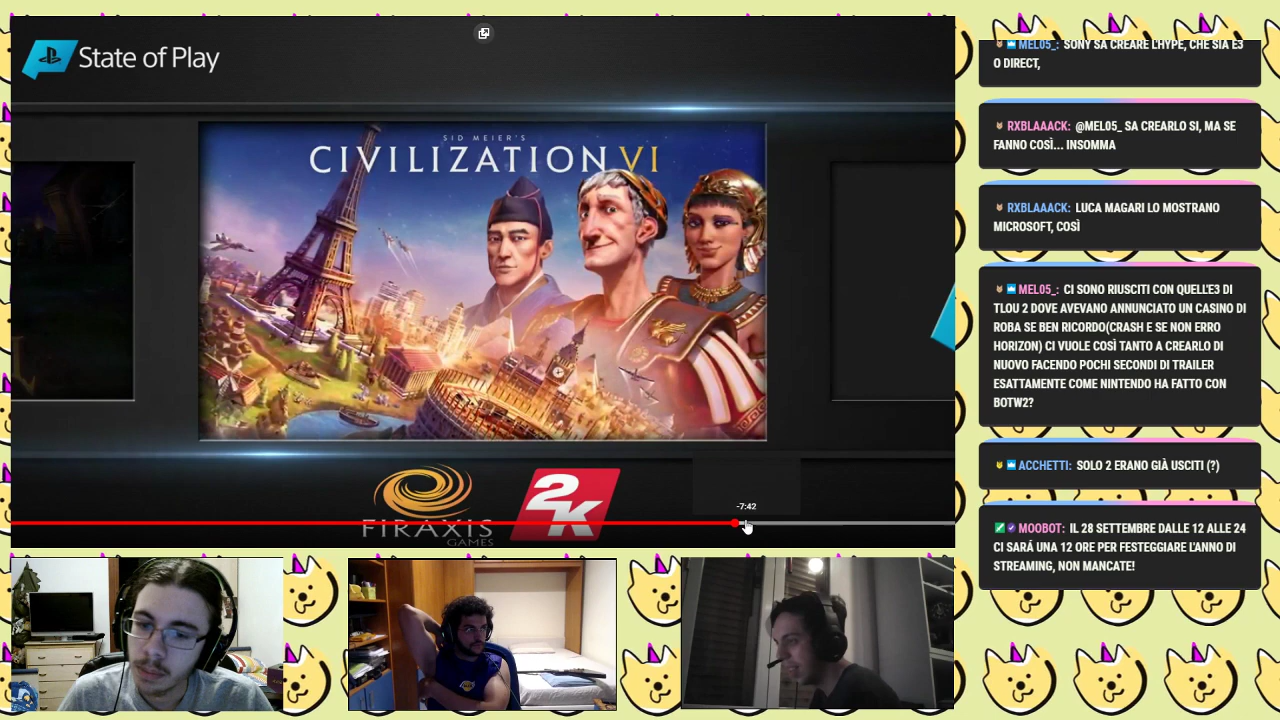 State of Play
SID MEIER'S
CIVILIZATION VI
FIRAXIS
GAMES
2K
-7:42
MEL05_: SONY SA CREARE L'HYPE, CHE SIA E3
O DIRECT,
RXBLAAACK: @MEL05_ SA CREARLO SI, MA SE
FANNO COSÌ... INSOMMA
RXBLAAACK: LUCA MAGARI LO MOSTRANO
MICROSOFT, COSÌ
MEL05_: CI SONO RIUSCITI CON QUELL'E3 DI
TLOU 2 DOVE AVEVANO ANNUNCIATO UN CASINO DI
ROBA SE BEN RICORDO(CRASH E SE NON ERRO
HORIZON) CI VUOLE COSÌ TANTO A CREARLO DI
NUOVO FACENDO POCHI SECONDI DI TRAILER
ESATTAMENTE COME NINTENDO HA FATTO CON
BOTW2?
ACCHETTI: SOLO 2 ERANO GIÀ USCITI (?)
MOOBOT: IL 28 SETTEMBRE DALLE 12 ALLE 24
CI SARÁ UNA 12 ORE PER FESTEGGIARE L'ANNO DI
STREAMING, NON MANCATE!